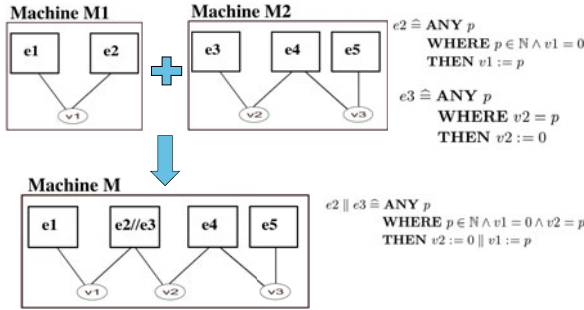 Machine M1
Machine M2
e1
e2
e3
e4
e5
v1
v2
v3
e2 ≙ ANY p
WHERE p ∈ ℕ ∧ v1 = 0
THEN v1 := p
e3 ≙ ANY p
WHERE v2 = p
THEN v2 := 0
Machine M
e1
e2//e3
e4
e5
v1
v2
v3
e2 ∥ e3 ≙ ANY p
WHERE p ∈ ℕ ∧ v1 = 0 ∧ v2 = p
THEN v2 := 0 ∥ v1 := p